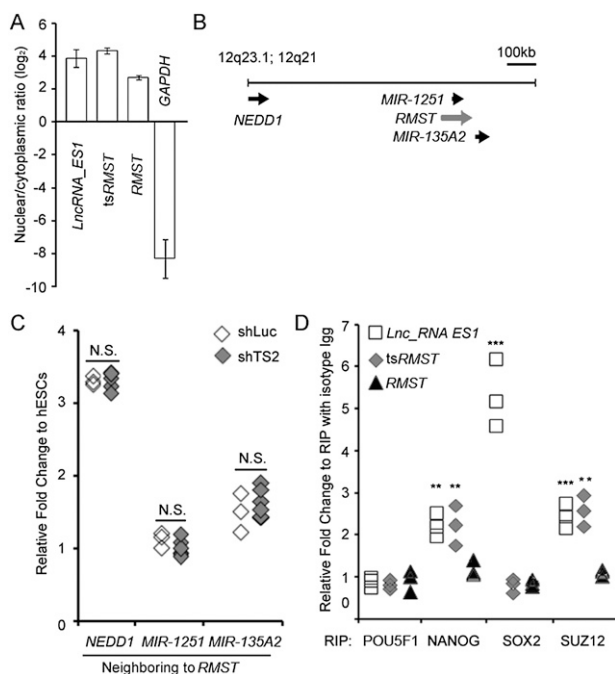 A
Nuclear/cytoplasmic ratio (log2)
6
4
2
0
-2
-4
-6
-8
-10
LncRNA_ES1
tsRMST
RMST
GAPDH
B
12q23.1; 12q21
100kb
NEDD1
MIR-1251
RMST
MIR-135A2
C
Relative Fold Change to hESCs
4
3
2
1
0
shLuc
shTS2
N.S.
N.S.
N.S.
NEDD1 MIR-1251 MIR-135A2
Neighboring to RMST
D
Relative Fold Change to RIP with isotype Igg
7
6
5
4
3
2
1
0
Lnc_RNA ES1
tsRMST
RMST
***
** **
*** **
RIP: POU5F1 NANOG SOX2 SUZ12